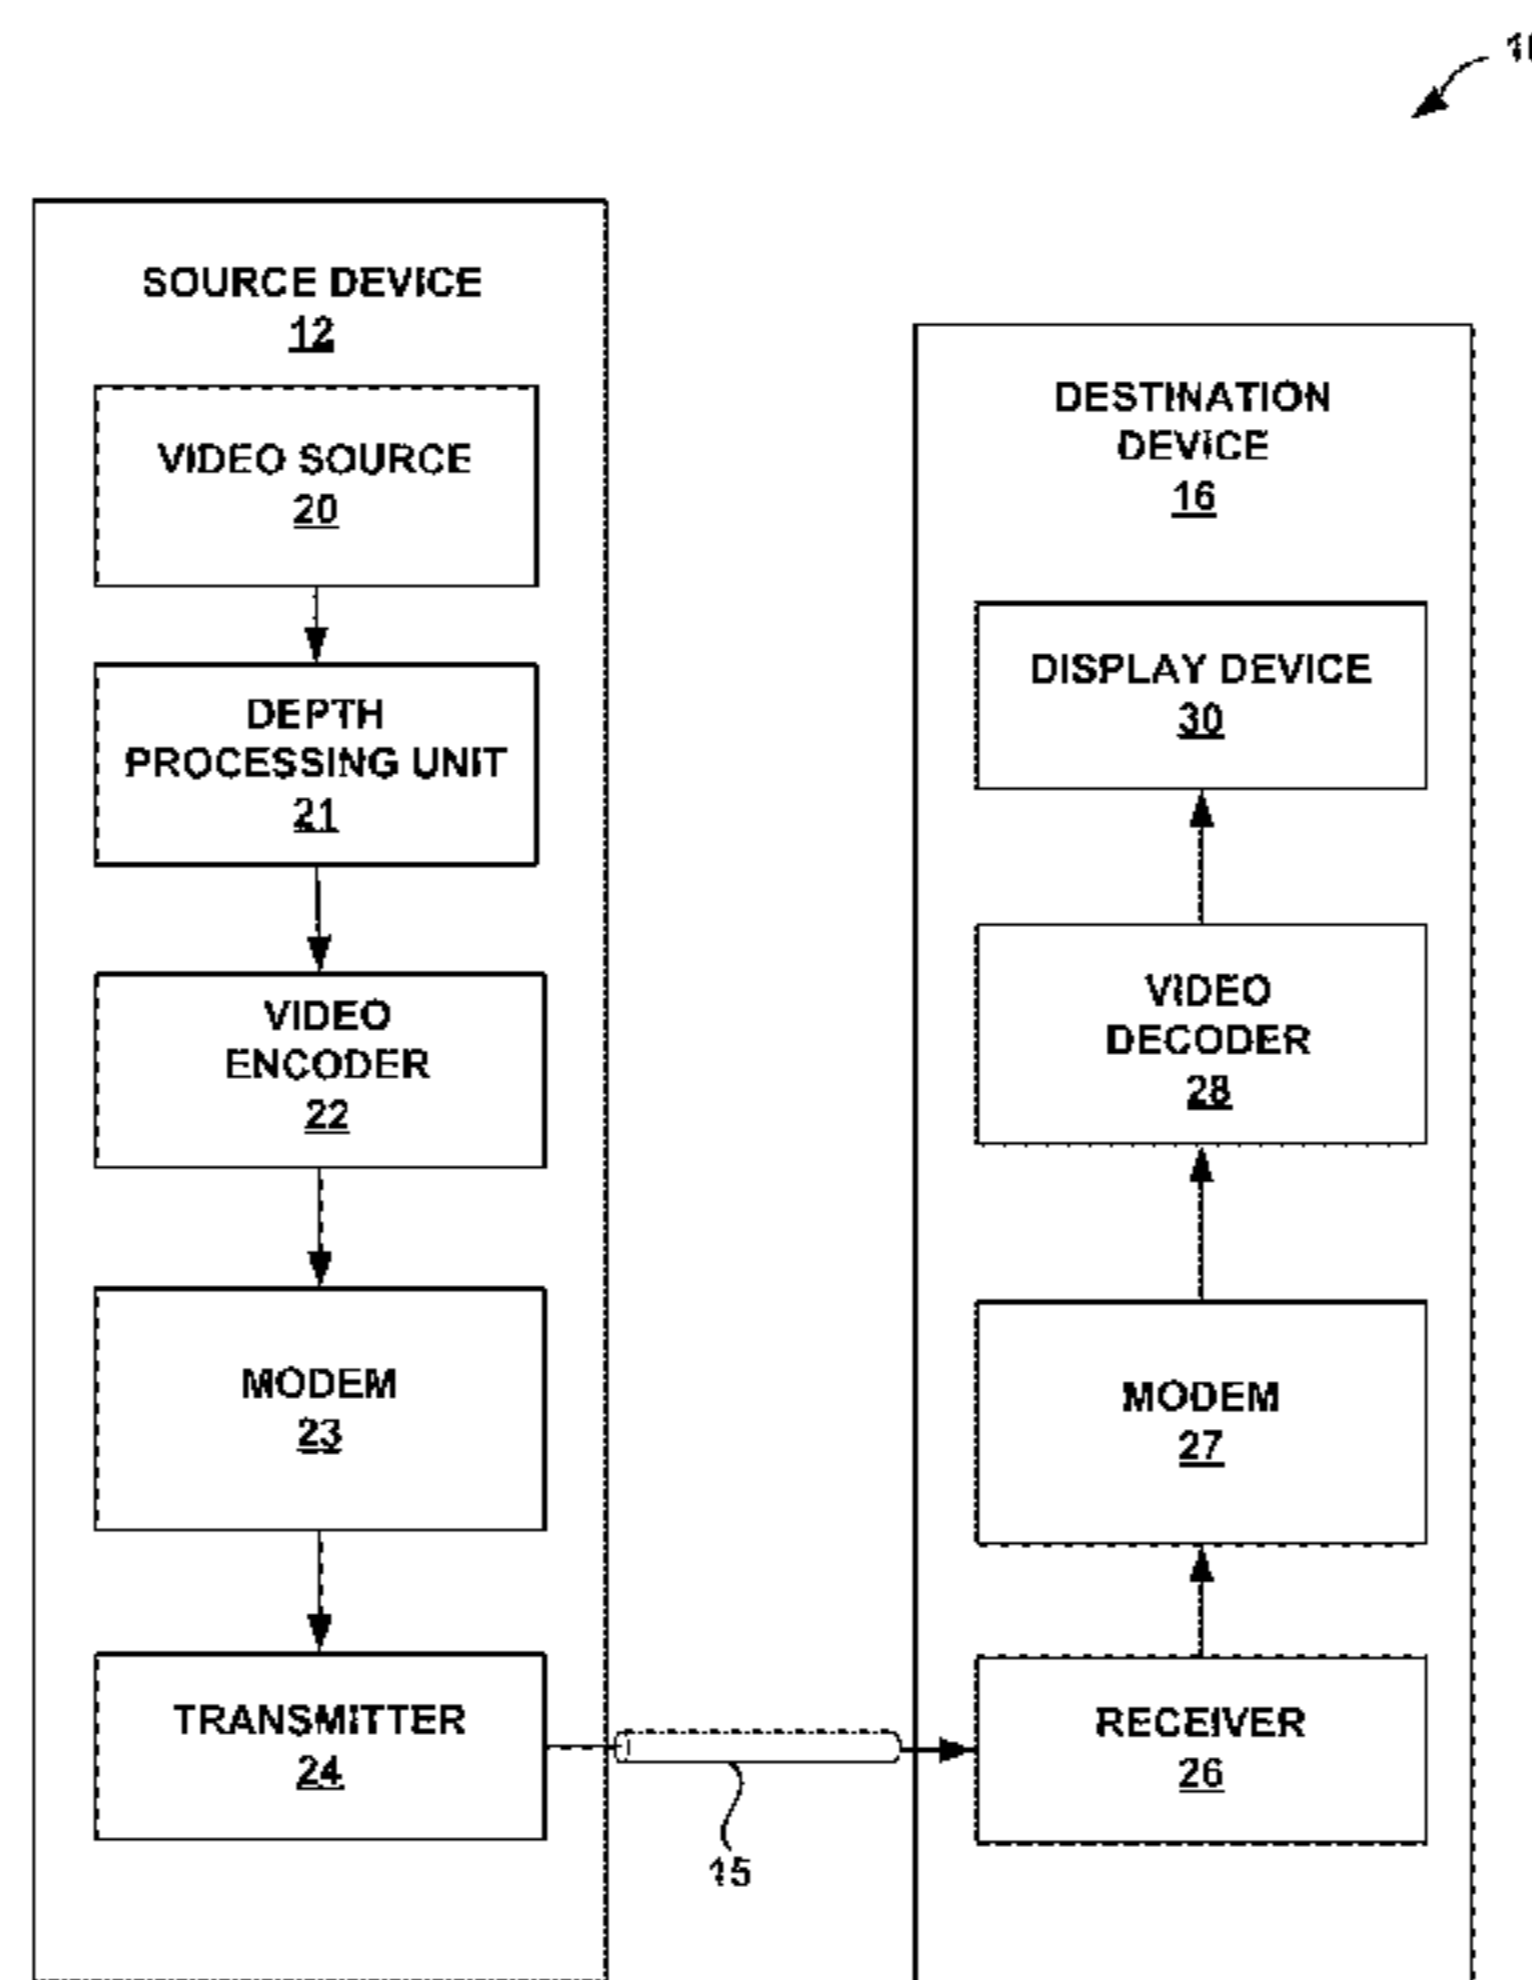 SOURCE DEVICE
12
VIDEO SOURCE
20
DEPTH
PROCESSING UNIT
21
VIDEO
ENCODER
22
MODEM
23
TRANSMITTER
24
15
DESTINATION
DEVICE
16
DISPLAY DEVICE
30
VIDEO
DECODER
28
MODEM
27
RECEIVER
26